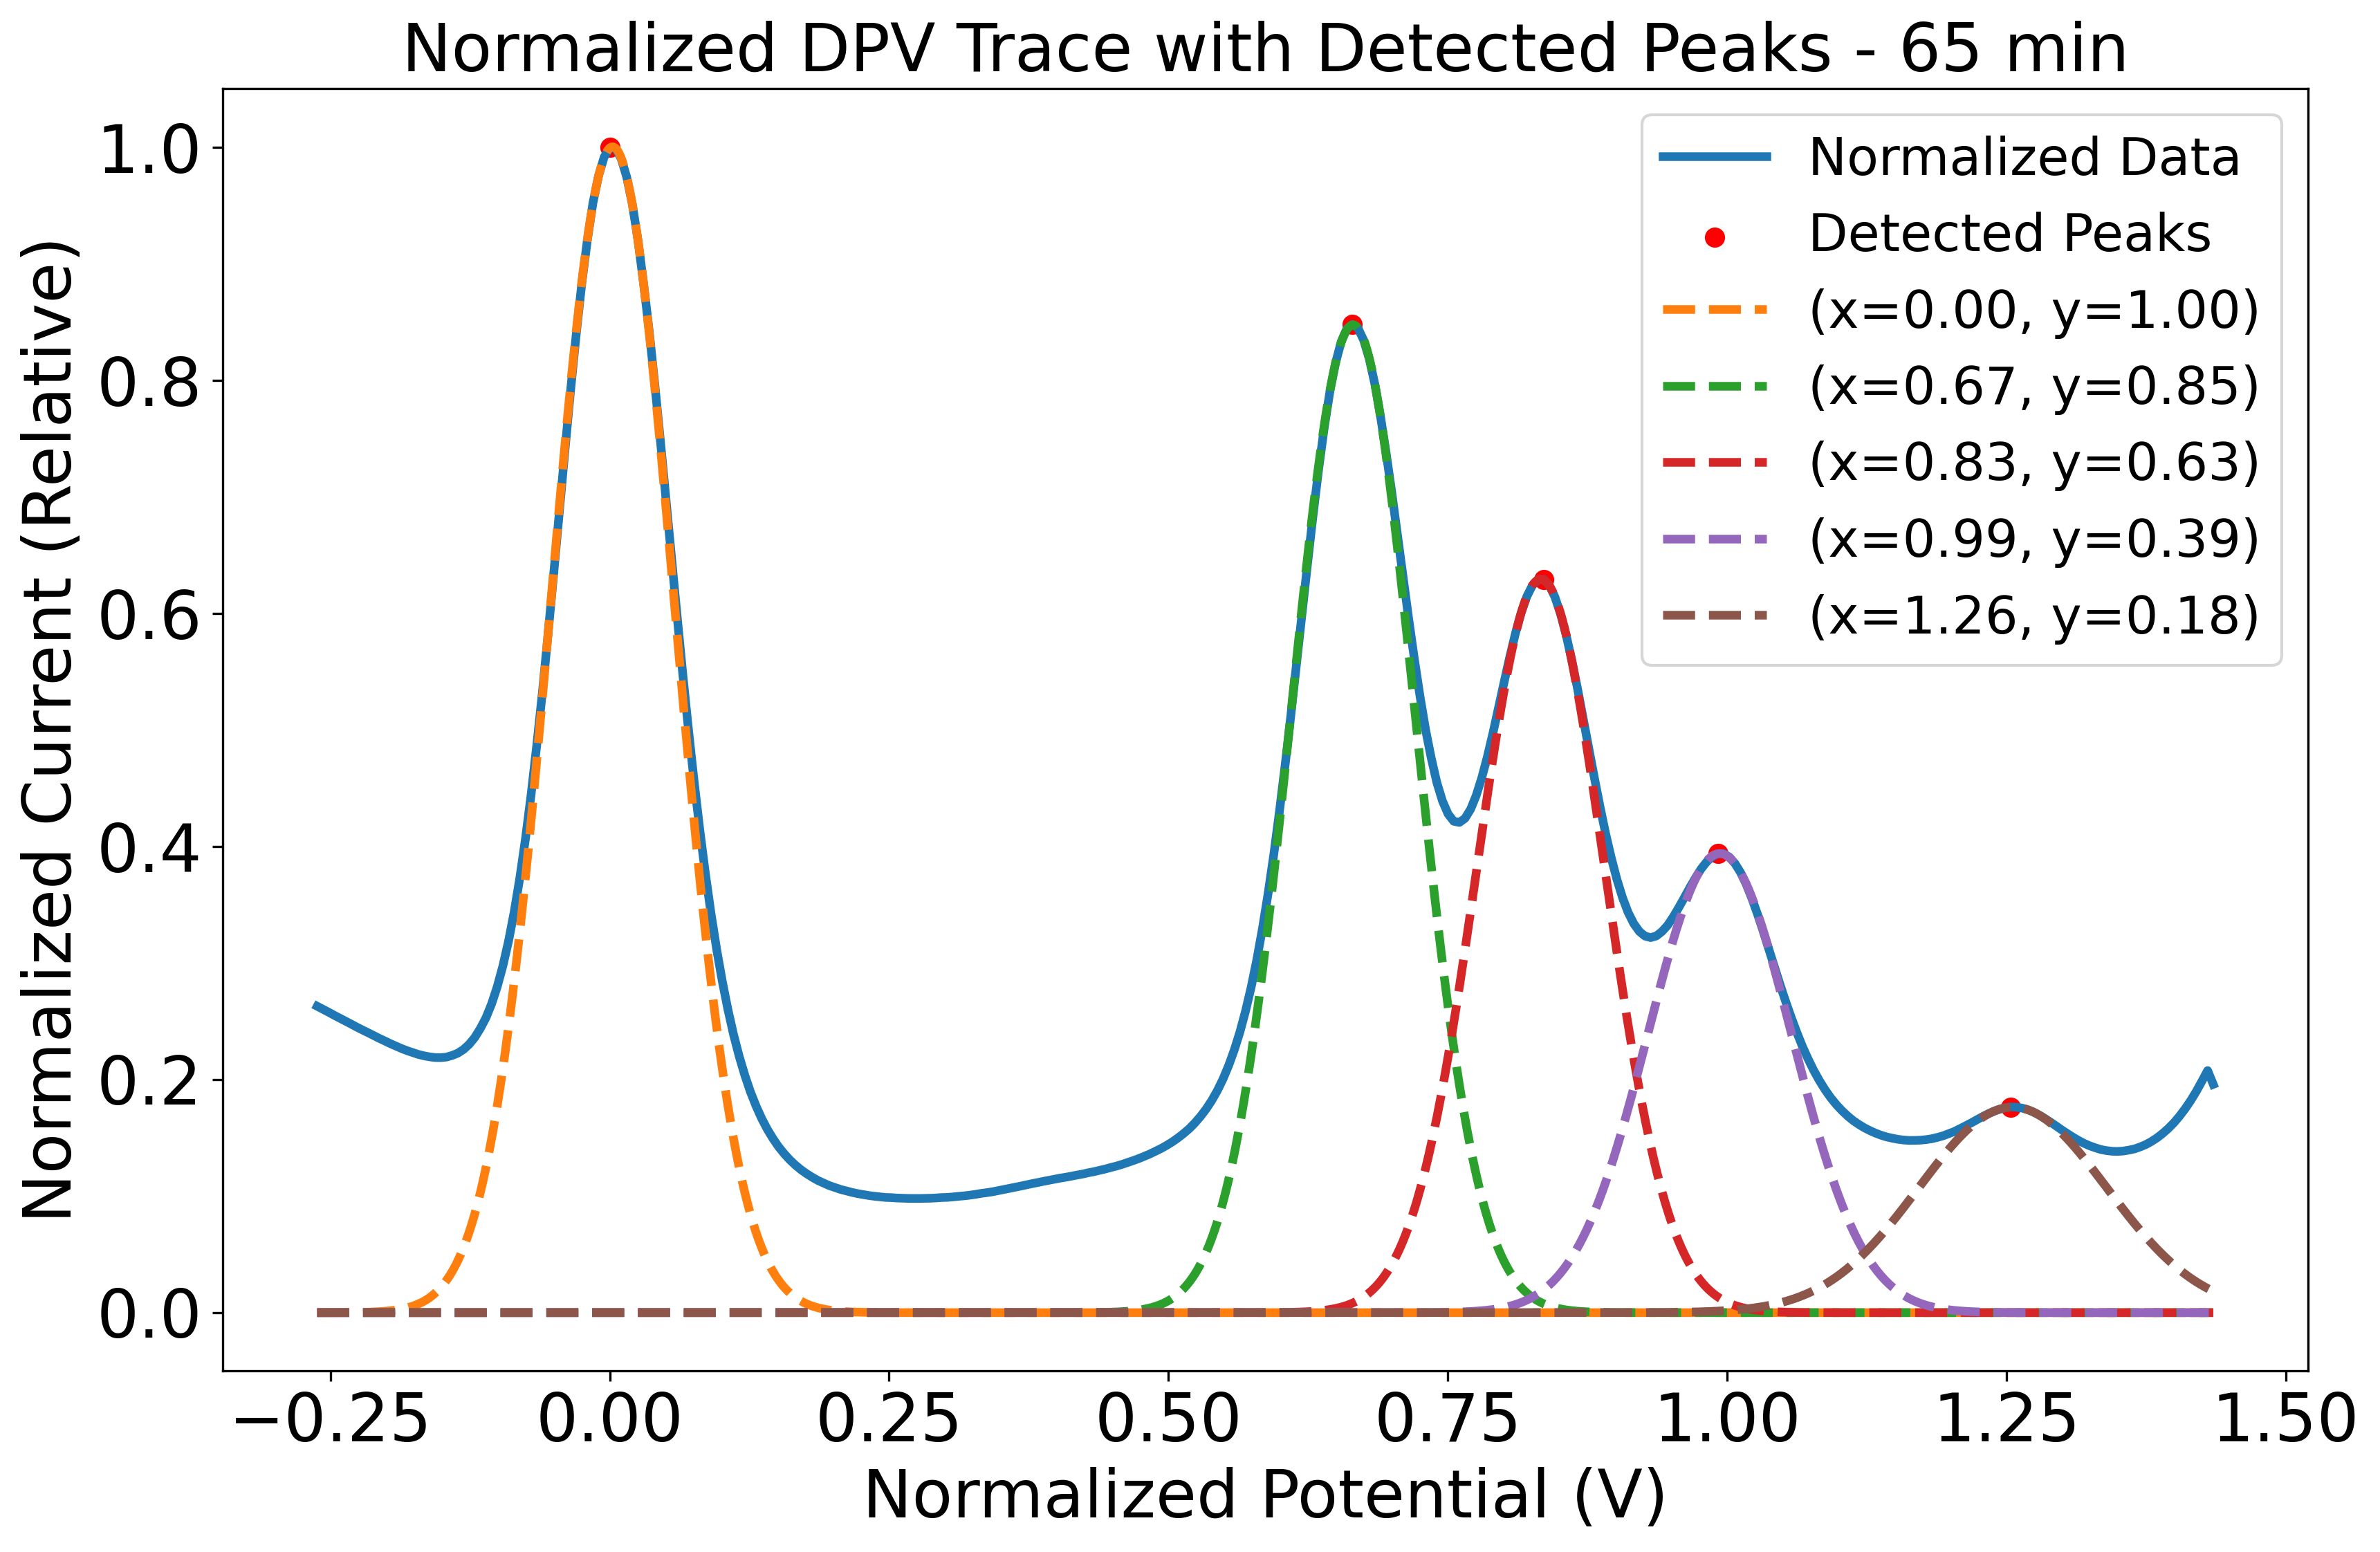 Normalized DPV Trace with Detected Peaks - 65 min
Normalized Current (Relative)
1.0
0.8
0.6
0.4
0.2
0.0
Normalized Data
Detected Peaks
(x=0.00, y=1.00)
(x=0.67, y=0.85)
(x=0.83, y=0.63)
(x=0.99, y=0.39)
(x=1.26, y=0.18)
−0.25 0.00 0.25 0.50 0.75 1.00 1.25 1.50
Normalized Potential (V)